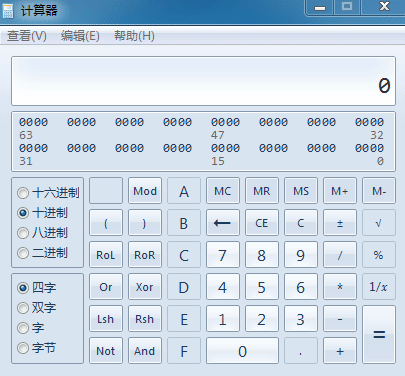 计算器
查看(V) 编辑(E) 帮助(H)
0
0000 0000 0000 0000 0000 0000 0000 0000
63 47 32
0000 0000 0000 0000 0000 0000 0000 0000
31 15 0
十六进制 Mod A MC MR MS M+ M-
十进制 ( ) B ← CE C ± √
八进制
二进制 RoL RoR C 7 8 9 / %
四字 Or Xor D 4 5 6 * 1/x
双字
字 Lsh Rsh E 1 2 3 - =
字节 Not And F 0 . +